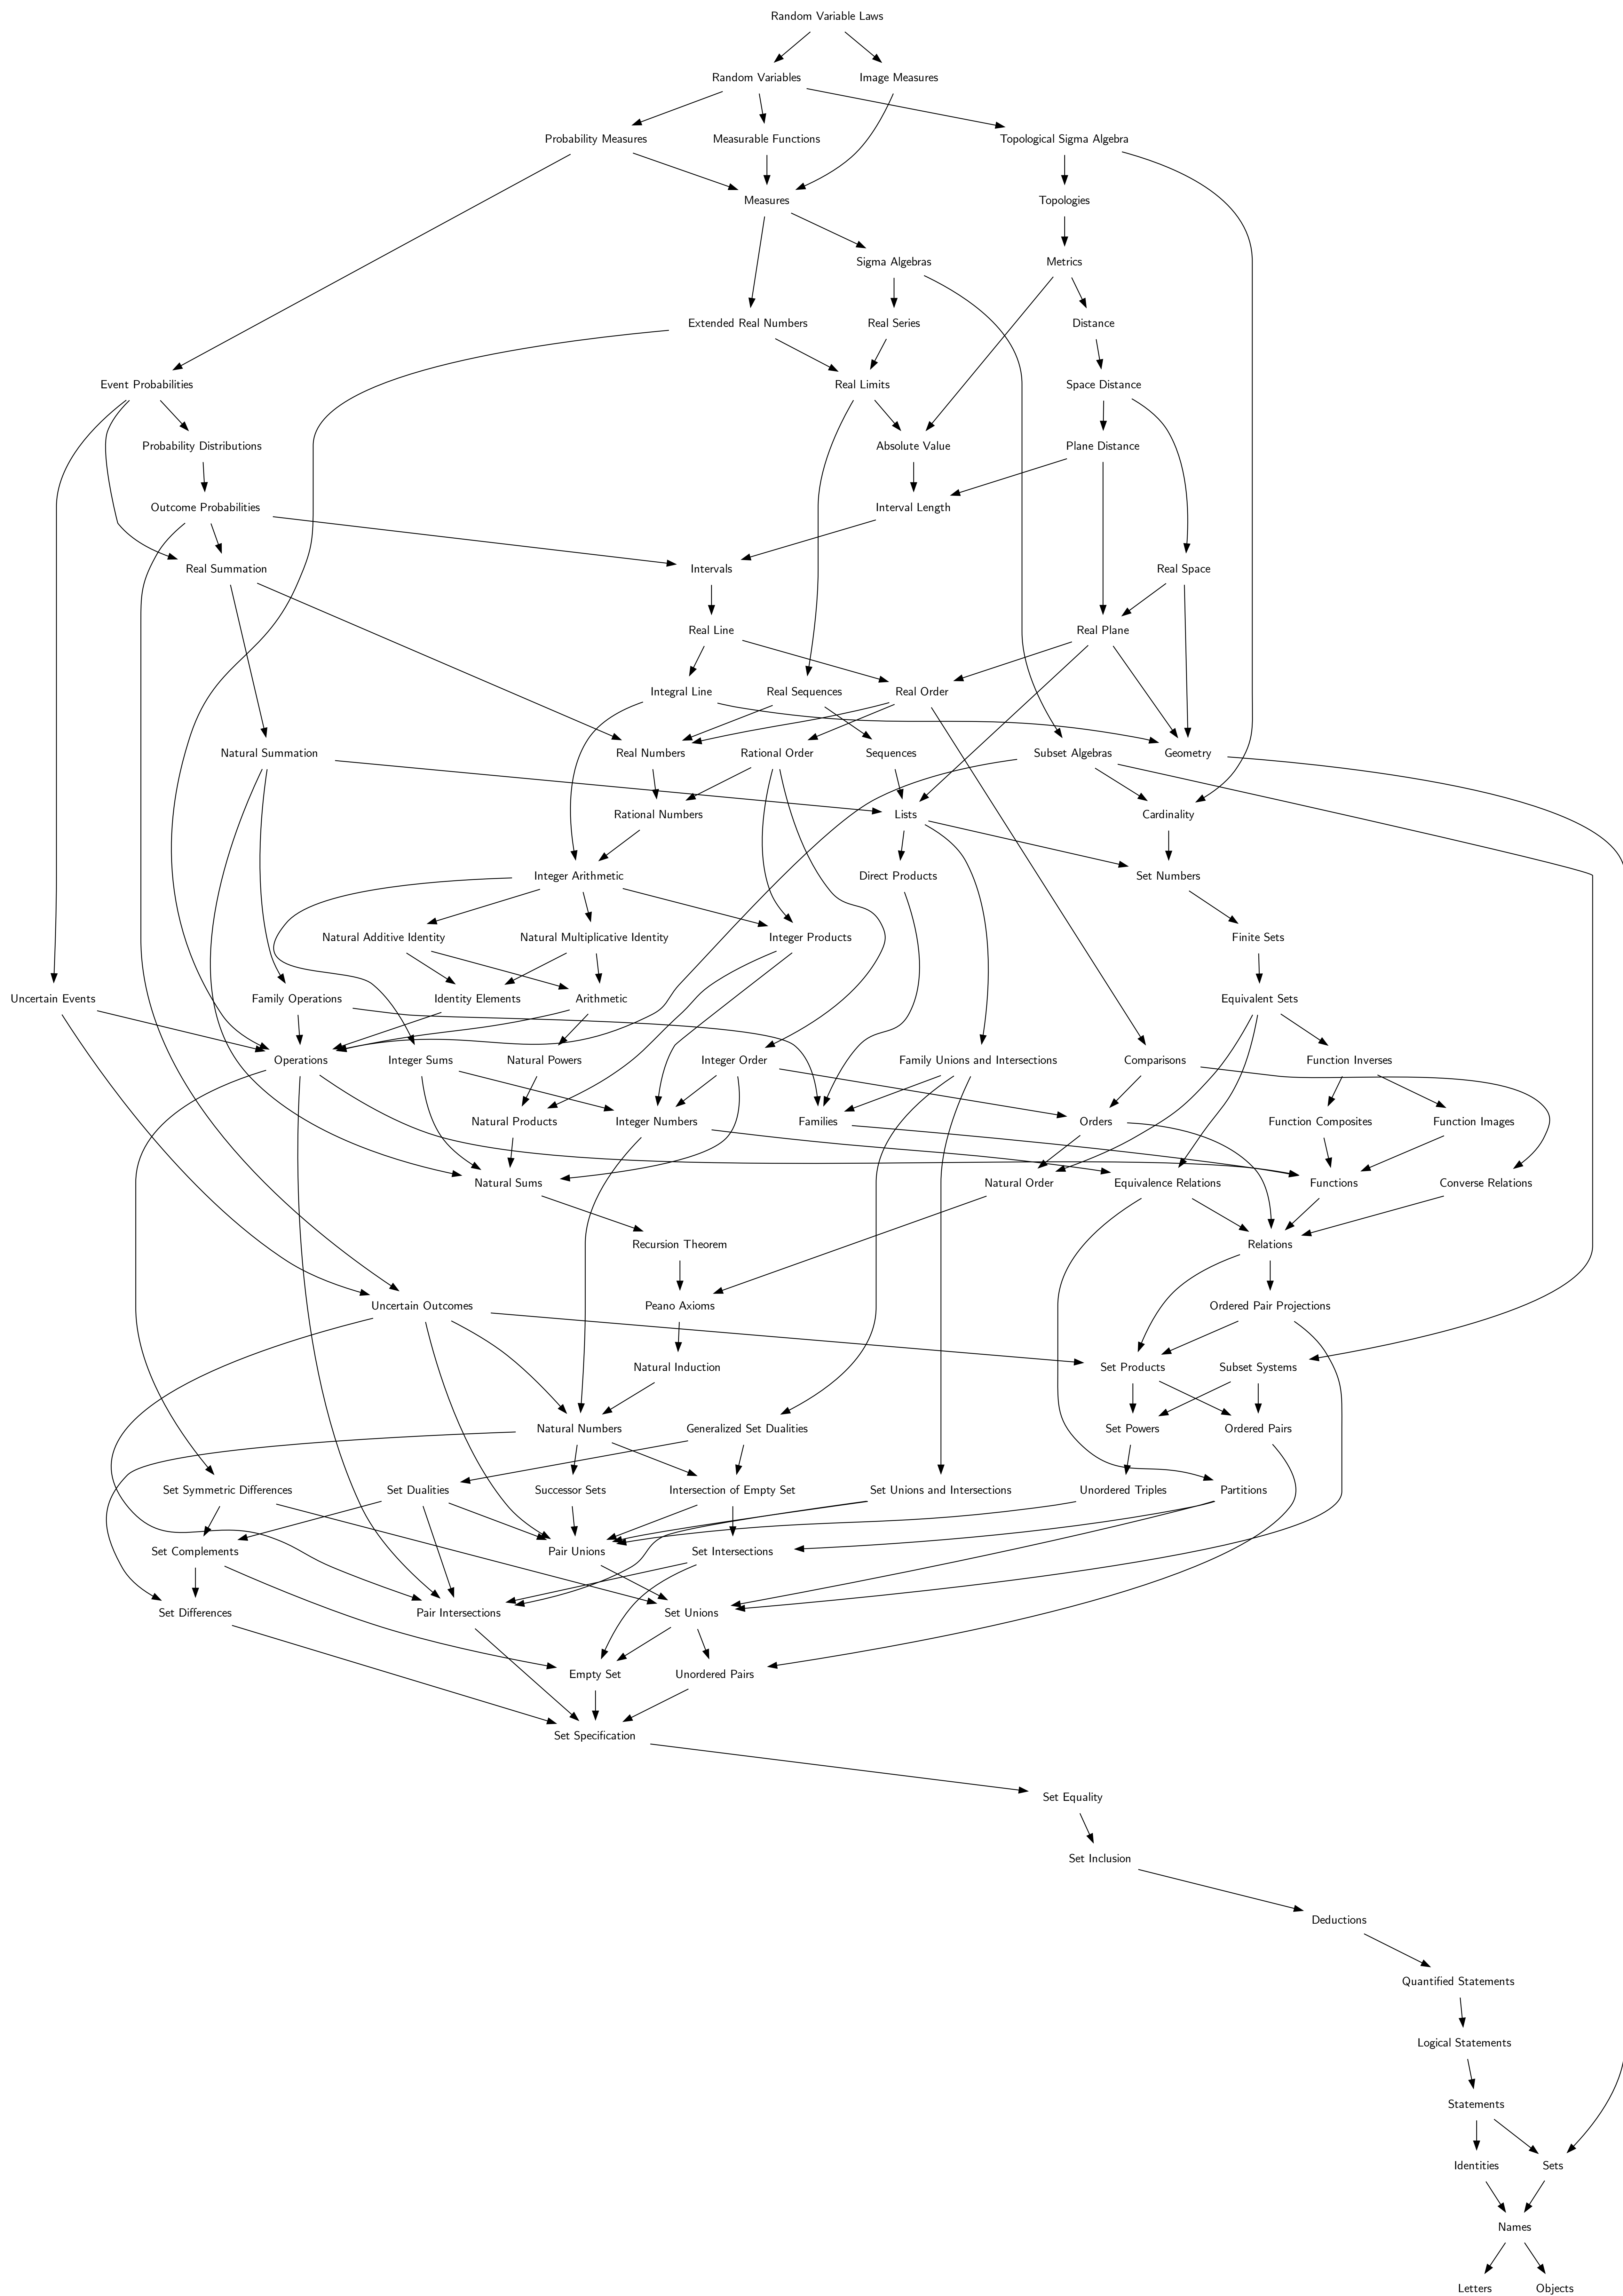 Random Variable Laws
Random Variables
Image Measures
Probability Measures
Measurable Functions
Topological Sigma Algebra
Measures
Topologies
Sigma Algebras
Metrics
Extended Real Numbers
Real Series
Distance
Event Probabilities
Real Limits
Space Distance
Probability Distributions
Absolute Value
Plane Distance
Outcome Probabilities
Interval Length
Real Summation
Intervals
Real Space
Real Line
Real Plane
Integral Line
Real Sequences
Real Order
Natural Summation
Real Numbers
Rational Order
Sequences
Subset Algebras
Geometry
Rational Numbers
Lists
Cardinality
Integer Arithmetic
Direct Products
Set Numbers
Natural Additive Identity
Natural Multiplicative Identity
Integer Products
Finite Sets
Uncertain Events
Family Operations
Identity Elements
Arithmetic
Equivalent Sets
Operations
Integer Sums
Natural Powers
Integer Order
Family Unions and Intersections
Comparisons
Function Inverses
Natural Products
Integer Numbers
Families
Orders
Function Composites
Function Images
Natural Sums
Natural Order
Equivalence Relations
Functions
Converse Relations
Recursion Theorem
Relations
Uncertain Outcomes
Peano Axioms
Ordered Pair Projections
Natural Induction
Set Products
Subset Systems
Natural Numbers
Generalized Set Dualities
Set Powers
Ordered Pairs
Set Symmetric Differences
Set Dualities
Successor Sets
Intersection of Empty Set
Set Unions and Intersections
Unordered Triples
Partitions
Set Complements
Pair Unions
Set Intersections
Set Differences
Pair Intersections
Set Unions
Empty Set
Unordered Pairs
Set Specification
Set Equality
Set Inclusion
Deductions
Quantified Statements
Logical Statements
Statements
Identities
Sets
Names
Letters
Objects